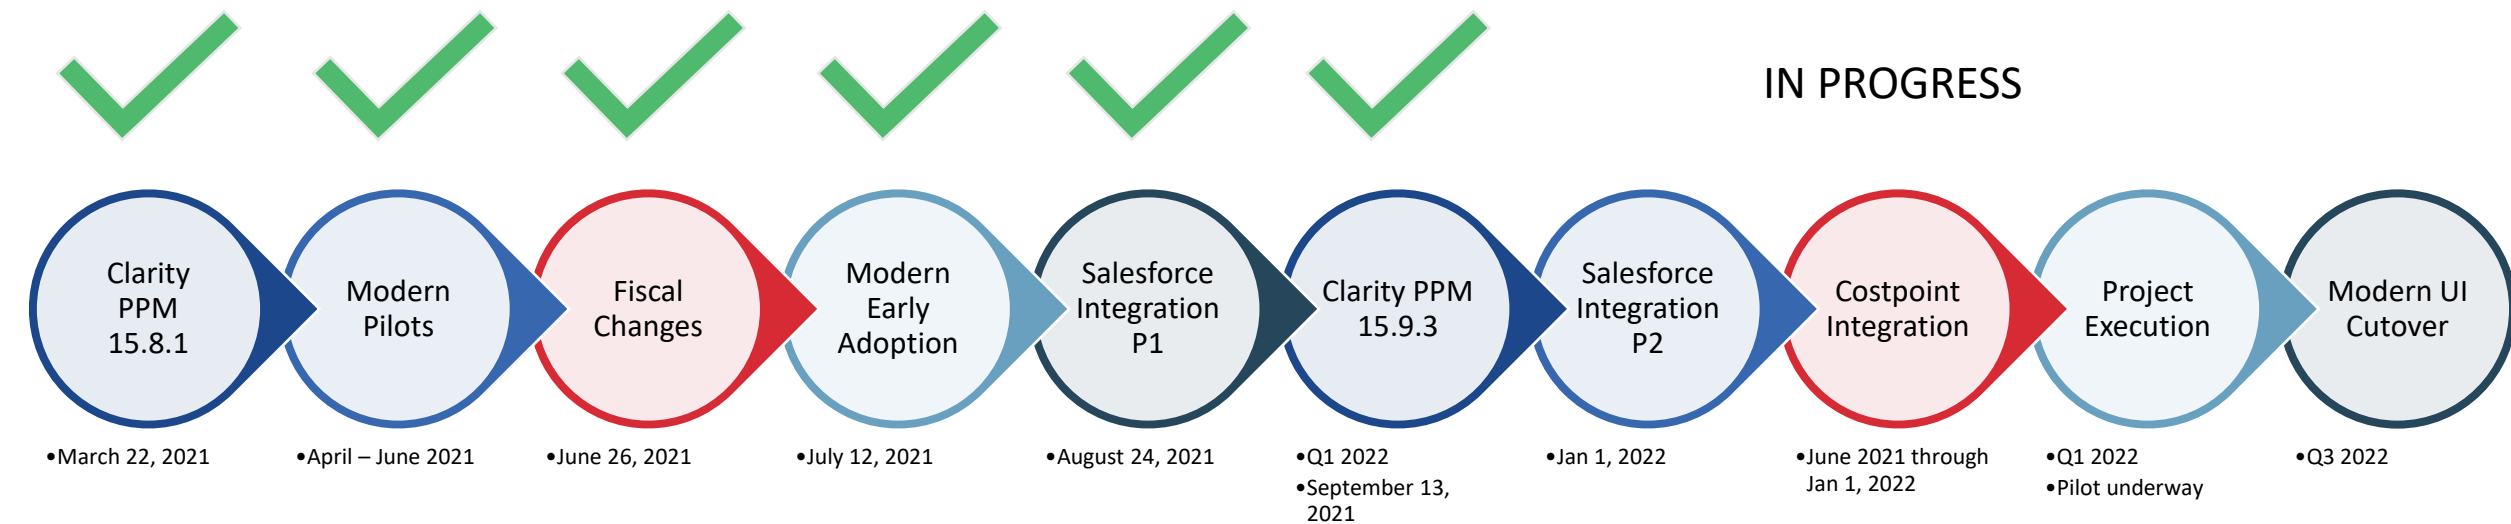 IN PROGRESS
Clarity
PPM
15.8.1
Modern
Pilots
Fiscal
Changes
Modern
Early
Adoption
Salesforce
Integration
P1
Clarity PPM
15.9.3
Salesforce
Integration
P2
Costpoint
Integration
Project
Execution
Modern UI
Cutover
•March 22, 2021
•April – June 2021
•June 26, 2021
•July 12, 2021
•August 24, 2021
•Q1 2022
•September 13,
2021
•Jan 1, 2022
•June 2021 through
Jan 1, 2022
•Q1 2022
•Pilot underway
•Q3 2022